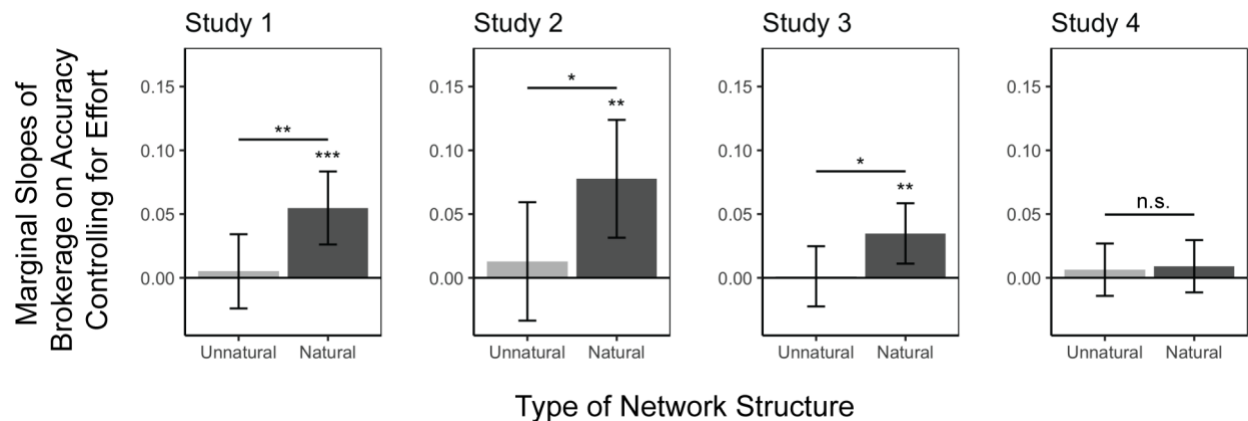 Study 1
Study 2
Study 3
Study 4
Marginal Slopes of
Brokerage on Accuracy
Controlling for Effort
0.15
0.10
0.05
0.00
**
***
Unnatural
Natural
0.15
0.10
0.05
0.00
*
**
Unnatural
Natural
0.15
0.10
0.05
0.00
*
**
Unnatural
Natural
0.15
0.10
0.05
0.00
n.s.
Unnatural
Natural
Type of Network Structure